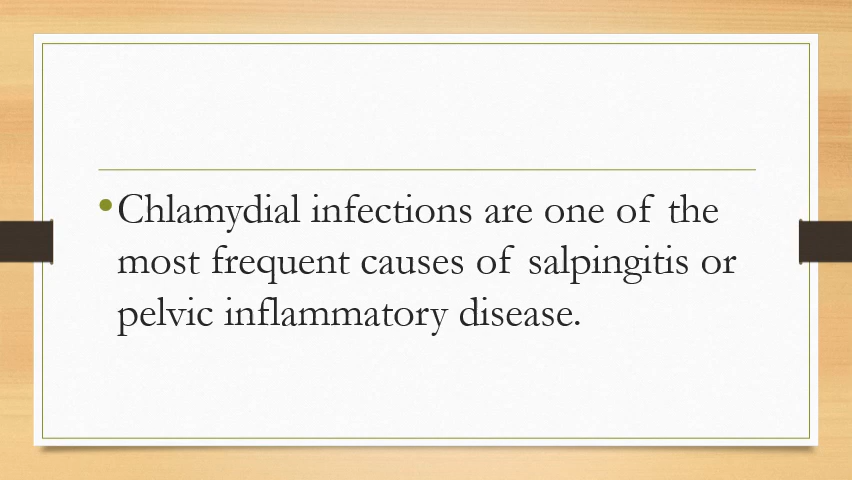 •Chlamydial infections are one of the
most frequent causes of salpingitis or
pelvic inflammatory disease.